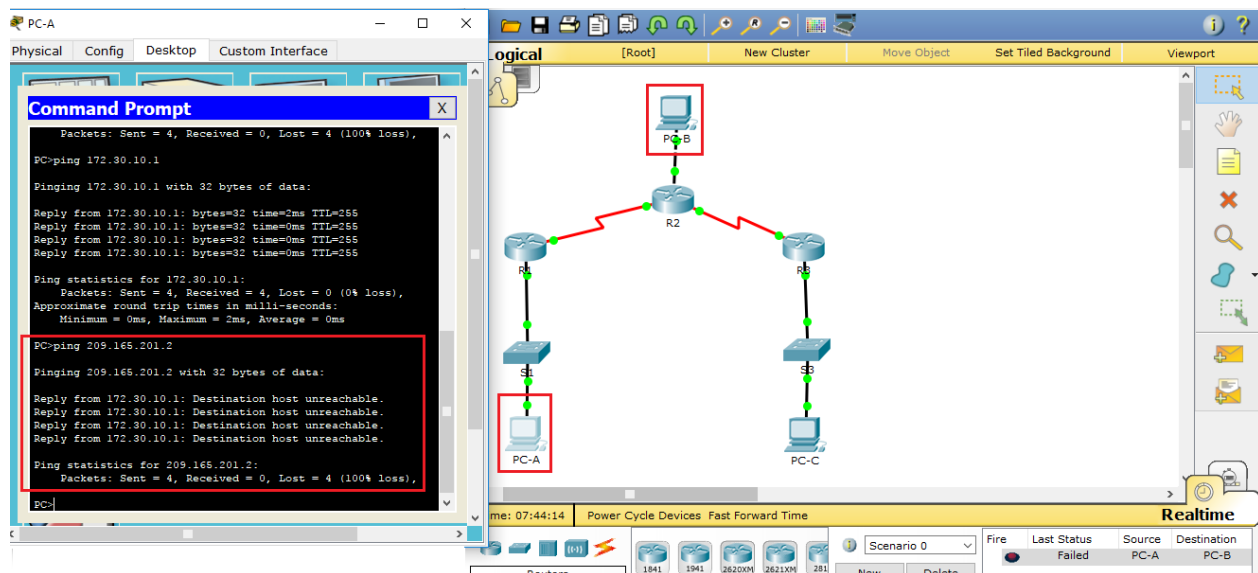 PC-A
Physical Config Desktop Custom Interface
Command Prompt
X
Packets: Sent = 4, Received = 0, Lost = 4 (100% loss),
PC>ping 172.30.10.1
Pinging 172.30.10.1 with 32 bytes of data:
Reply from 172.30.10.1: bytes=32 time=2ms TTL=255
Reply from 172.30.10.1: bytes=32 time=0ms TTL=255
Reply from 172.30.10.1: bytes=32 time=0ms TTL=255
Reply from 172.30.10.1: bytes=32 time=0ms TTL=255
Ping statistics for 172.30.10.1:
Packets: Sent = 4, Received = 4, Lost = 0 (0% loss),
Approximate round trip times in milli-seconds:
Minimum = 0ms, Maximum = 2ms, Average = 0ms
PC>ping 209.165.201.2
Pinging 209.165.201.2 with 32 bytes of data:
Reply from 172.30.10.1: Destination host unreachable.
Reply from 172.30.10.1: Destination host unreachable.
Reply from 172.30.10.1: Destination host unreachable.
Reply from 172.30.10.1: Destination host unreachable.
Ping statistics for 209.165.201.2:
Packets: Sent = 4, Received = 0, Lost = 4 (100% loss),
PC>
ogical [Root] New Cluster Move Object Set Tiled Background Viewport
PC-B
R2
R1
R3
S1
S3
PC-A
PC-C
me: 07:44:14 Power Cycle Devices Fast Forward Time
Realtime
1841 1941 2620XM 2621XM 281
Routers
Scenario 0
New Delete
Fire Last Status Source Destination
Failed PC-A PC-B